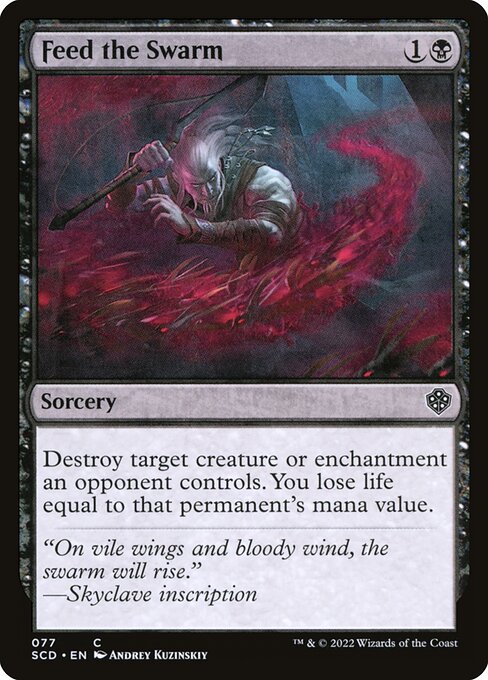 Feed the Swarm 1
Sorcery
Destroy target creature or enchantment
an opponent controls. You lose life
equal to that permanent's mana value.
"On vile wings and bloody wind, the
swarm will rise."
—Skyclave inscription
077 C
SCD • EN Andrey Kuzinskiy
™ & © 2022 Wizards of the Coast